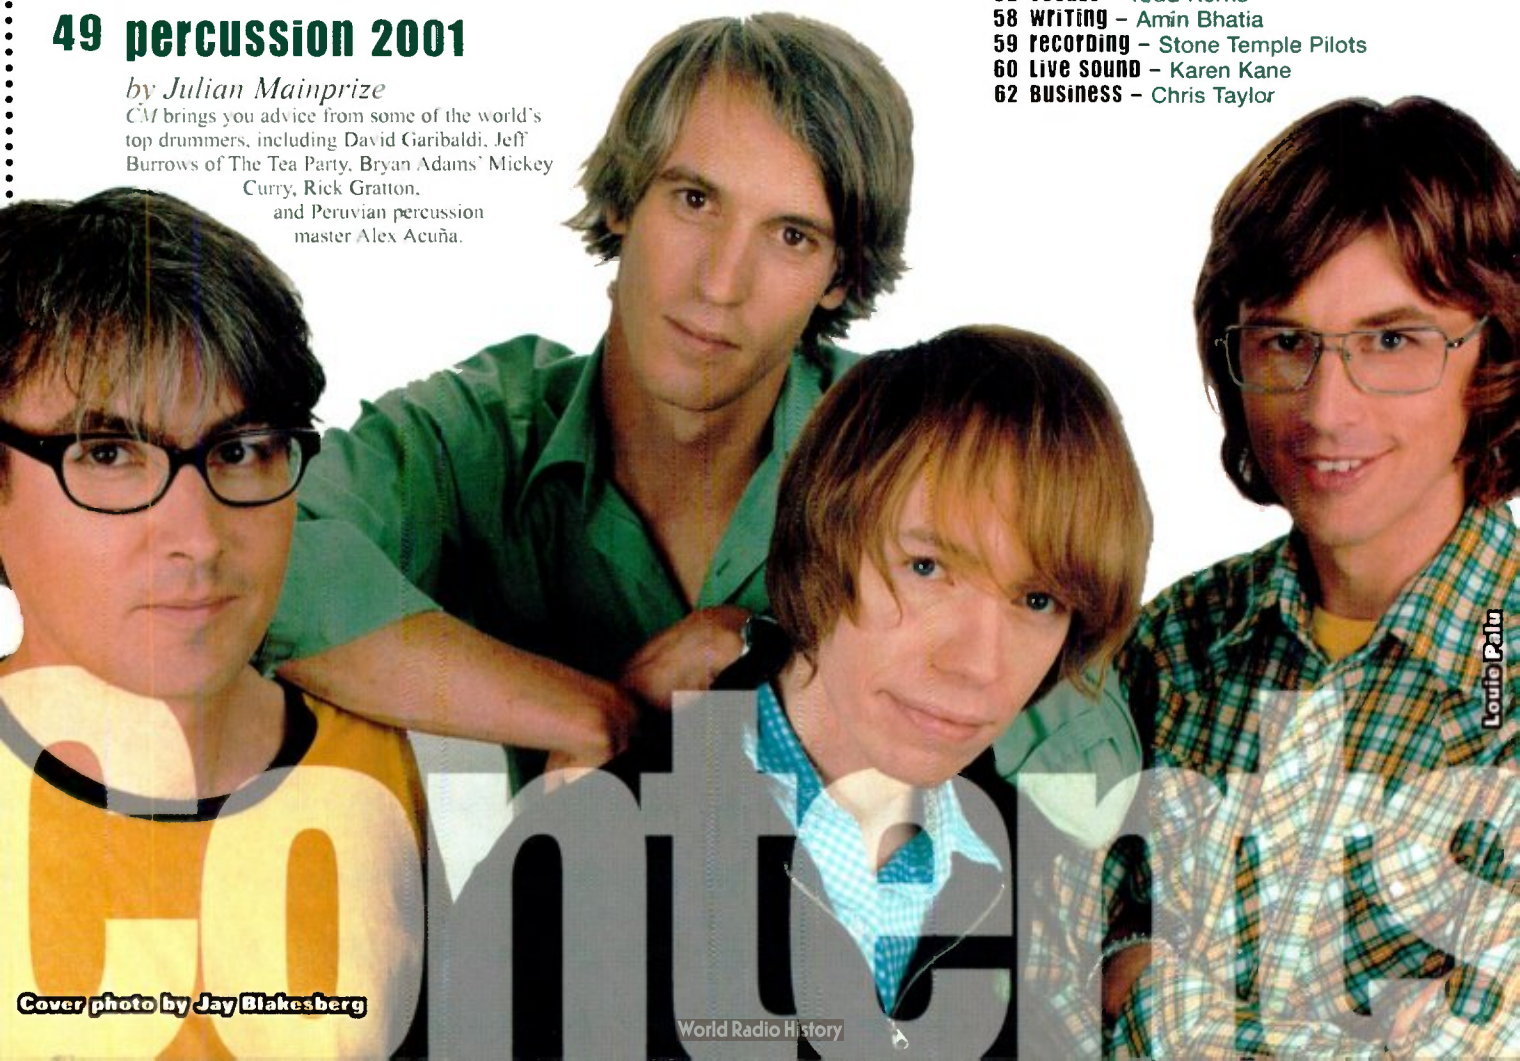 49 percussion 2001
by Julian Mainprize
CM brings you advice from some of the world's
top drummers, including David Garibaldi, Jeff
Burrows of The Tea Party, Bryan Adams' Mickey
Curry, Rick Gratton,
and Peruvian percussion
master Alex Acuña.
58 writing – Amin Bhatia
59 recording – Stone Temple Pilots
60 Live sound – Karen Kane
62 Business – Chris Taylor
Louie Palu
Contents
Cover photo by Jay Blakesberg
World Radio History